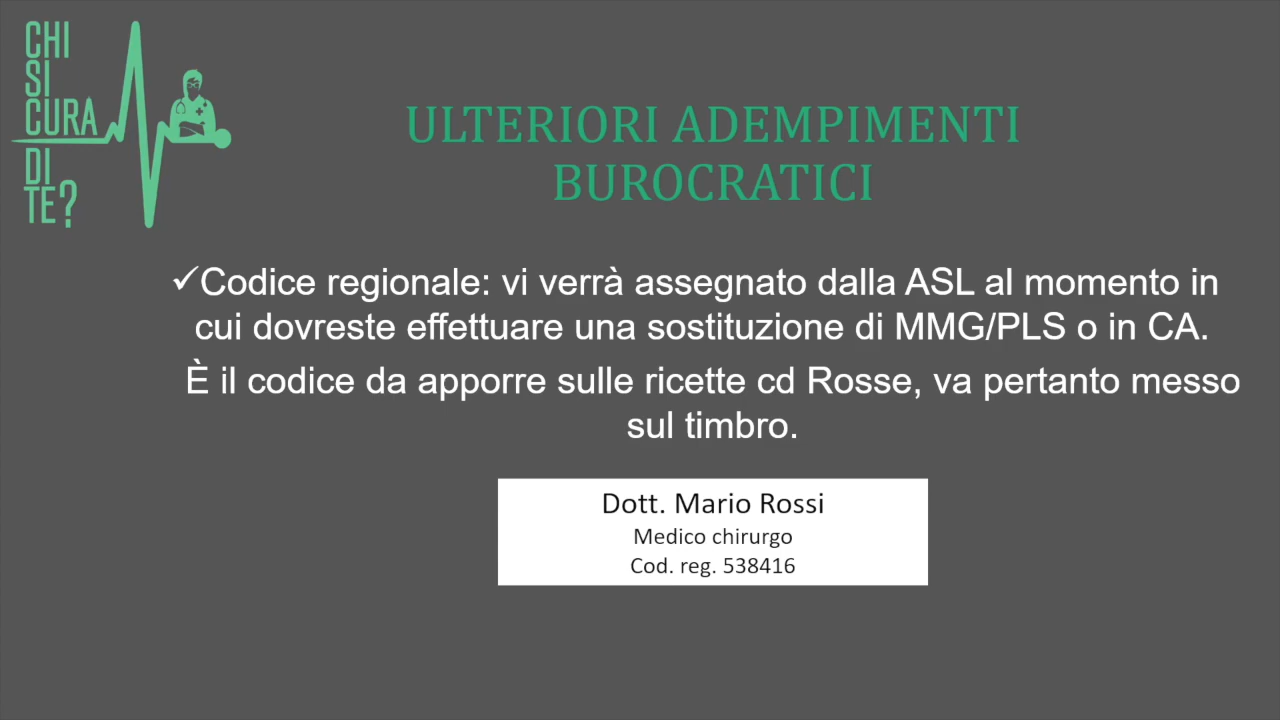 CHI
SI
CURA
DI
TE?
ULTERIORI ADEMPIMENTI
BUROCRATICI
✓Codice regionale: vi verrà assegnato dalla ASL al momento in
cui dovreste effettuare una sostituzione di MMG/PLS o in CA.
È il codice da apporre sulle ricette cd Rosse, va pertanto messo
sul timbro.
Dott. Mario Rossi
Medico chirurgo
Cod. reg. 538416